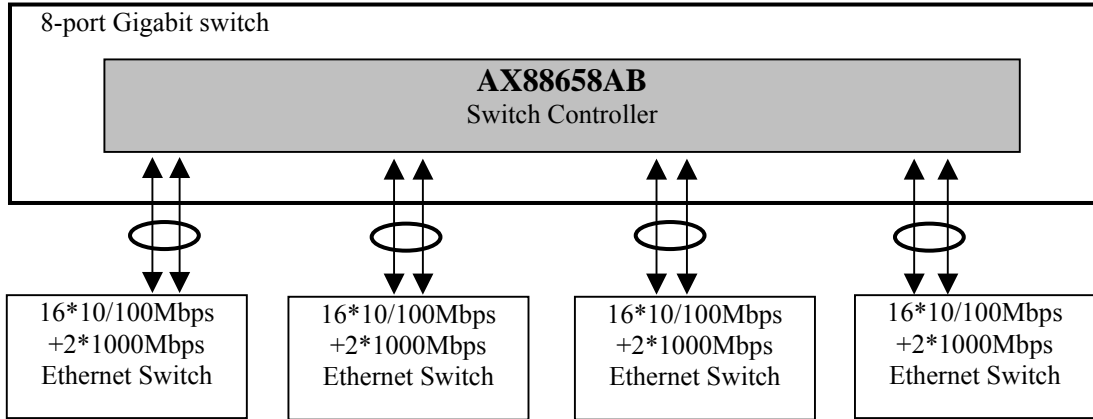 8-port Gigabit switch
AX88658AB
Switch Controller
16*10/100Mbps
+2*1000Mbps
Ethernet Switch
16*10/100Mbps
+2*1000Mbps
Ethernet Switch
16*10/100Mbps
+2*1000Mbps
Ethernet Switch
16*10/100Mbps
+2*1000Mbps
Ethernet Switch